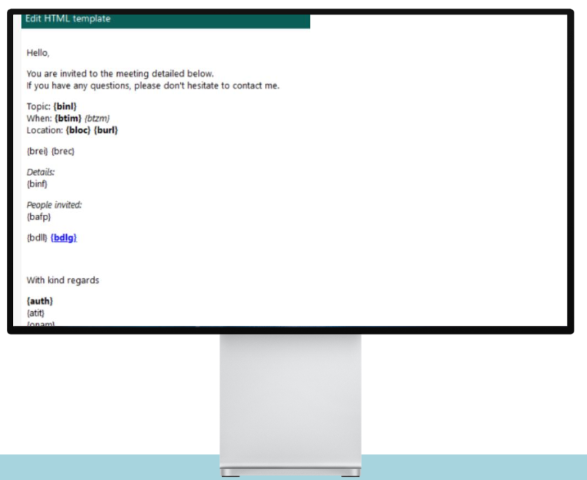 Edit HTML template
Hello,
You are invited to the meeting detailed below.
If you have any questions, please don't hesitate to contact me.
Topic: {binl}
When: {btim} {btzm}
Location: {bloc} {burl}
{brei} {brec}
Details:
{binf}
People invited:
{bafp}
{bdll} {bdlg}
With kind regards
{auth}
{atit}
{onam}